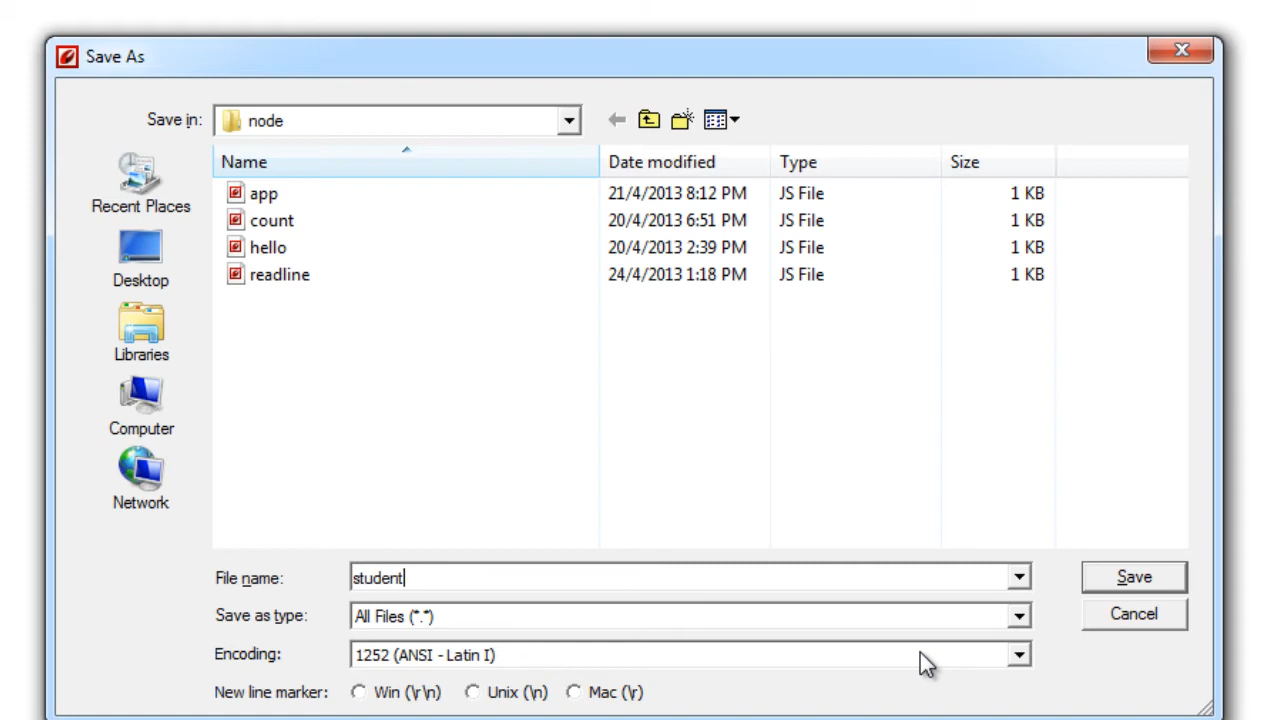 Save As
Save in: node
Name Date modified Type Size
app 21/4/2013 8:12 PM JS File 1 KB
count 20/4/2013 6:51 PM JS File 1 KB
hello 20/4/2013 2:39 PM JS File 1 KB
readline 24/4/2013 1:18 PM JS File 1 KB
Recent Places
Desktop
Libraries
Computer
Network
File name: student Save
Save as type: All Files (*.*) Cancel
Encoding: 1252 (ANSI - Latin I)
New line marker: Win (\r\n) Unix (\n) Mac (\r)